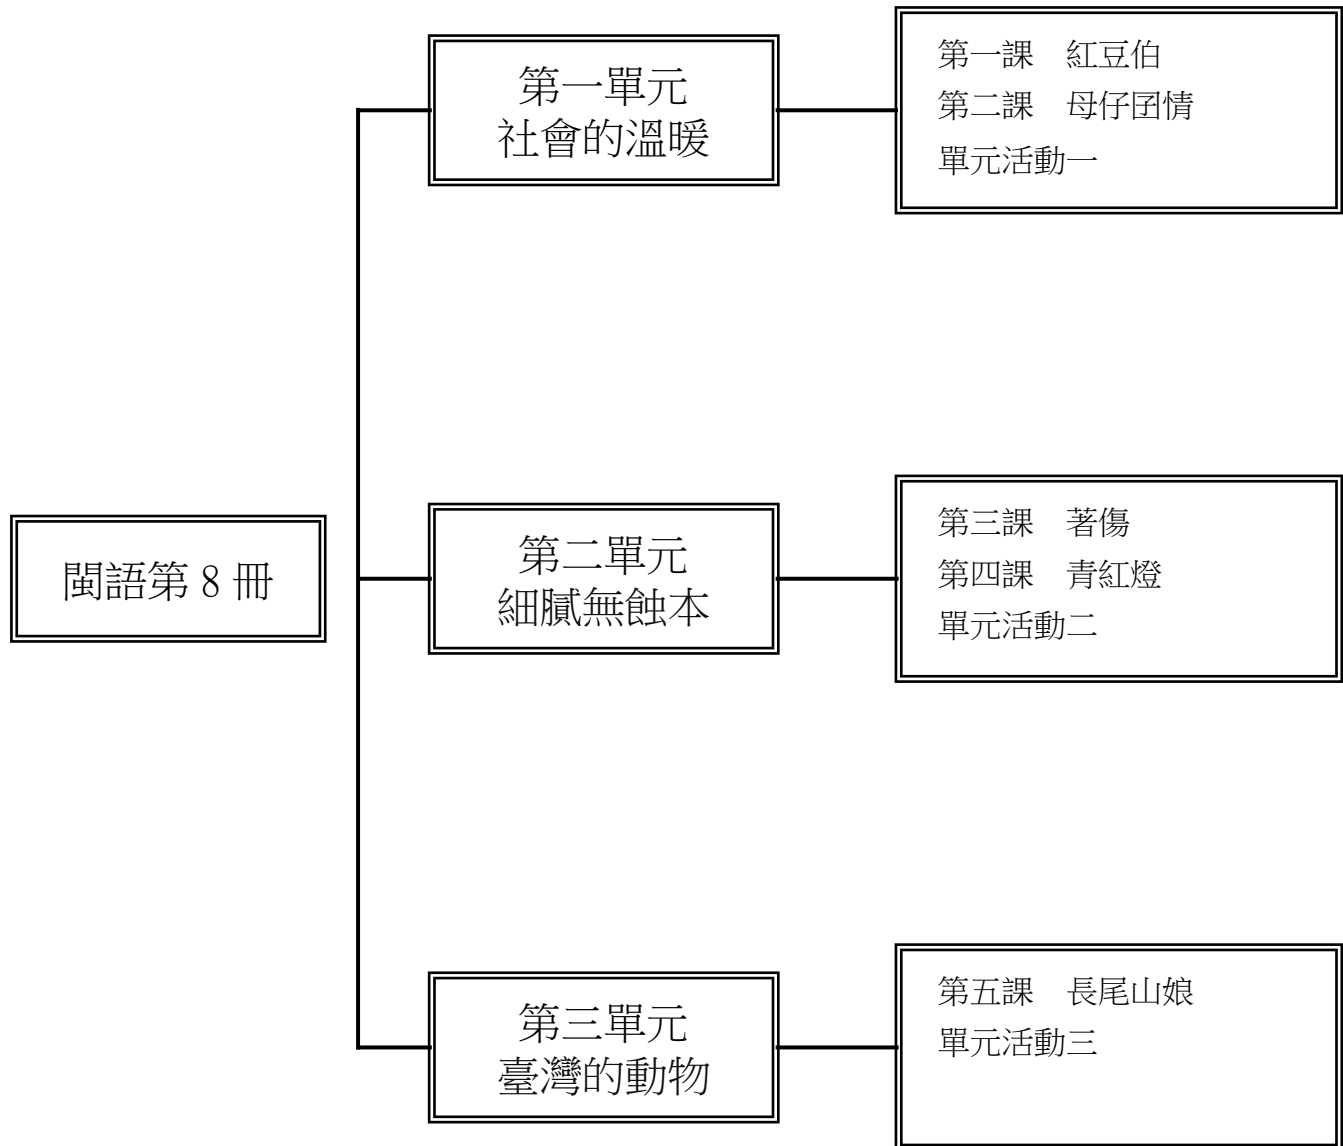 閩語第 8 冊
第一單元
社會的溫暖
第一課　紅豆伯
第二課　母仔囝情
單元活動一
第二單元
細膩無蝕本
第三課　著傷
第四課　青紅燈
單元活動二
第三單元
臺灣的動物
第五課　長尾山娘
單元活動三